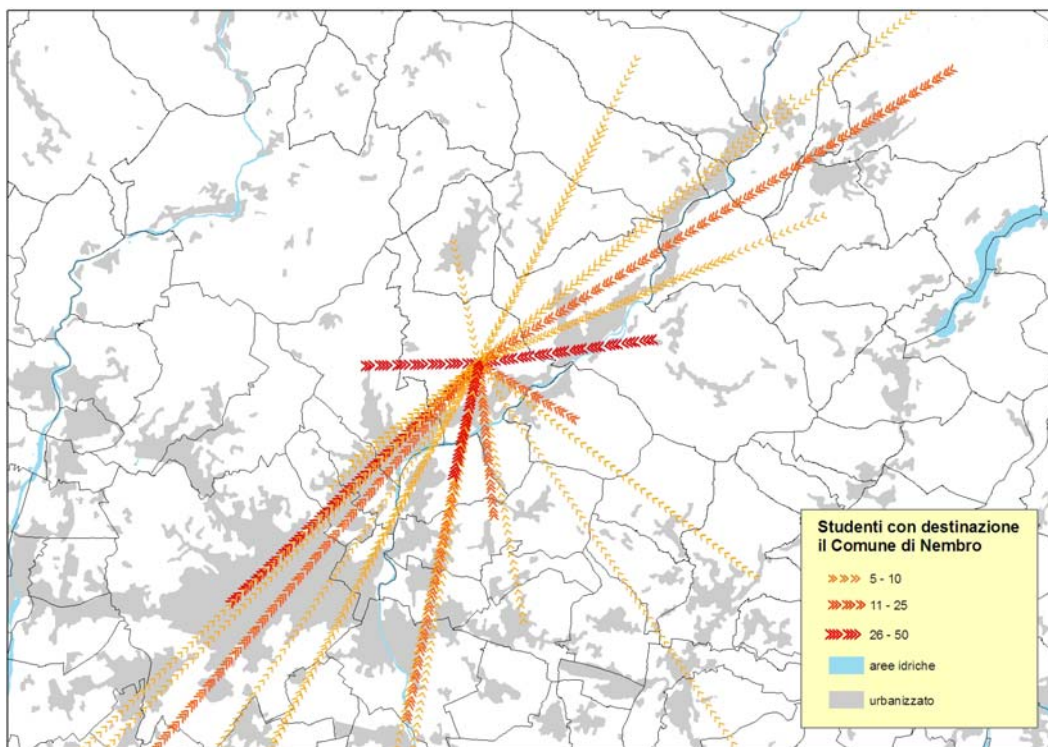 Studenti con destinazione
il Comune di Nembro
5 - 10
11 - 25
26 - 50
aree idriche
urbanizzato